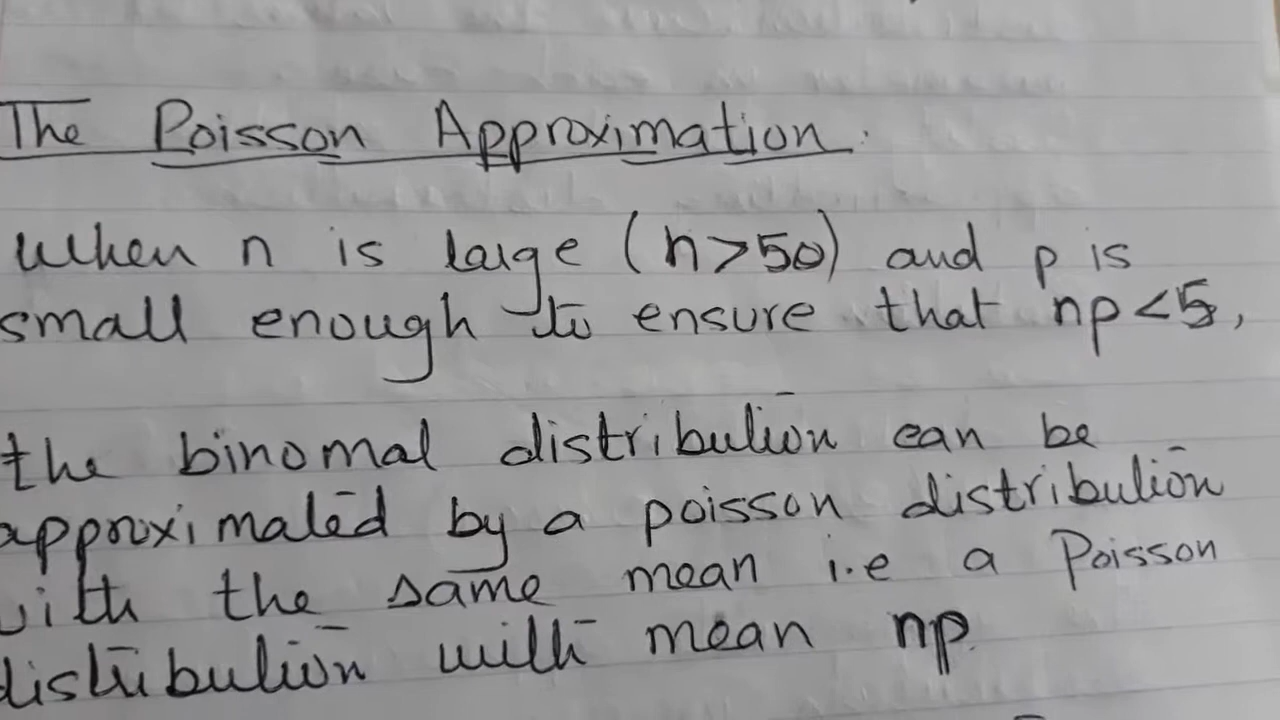 The Poisson Approximation.
When n is large (n>50) and p is
small enough to ensure that np<5,
the binomal distribution can be
approximated by a poisson distribution
with the same mean i.e a Poisson
distribution with mean np.